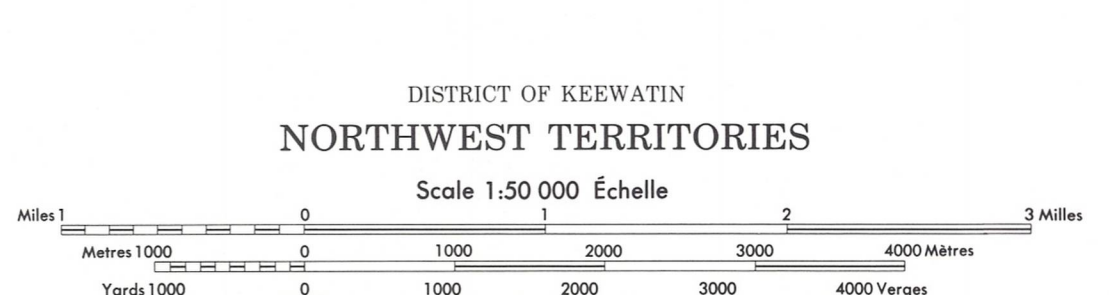 DISTRICT OF KEEWATIN
NORTHWEST TERRITORIES
Scale 1:50 000 Échelle
Miles 1 0 1 2 3 Milles
Metres 1000 0 1000 2000 3000 4000 Mètres
Yards 1000 0 1000 2000 3000 4000 Verges